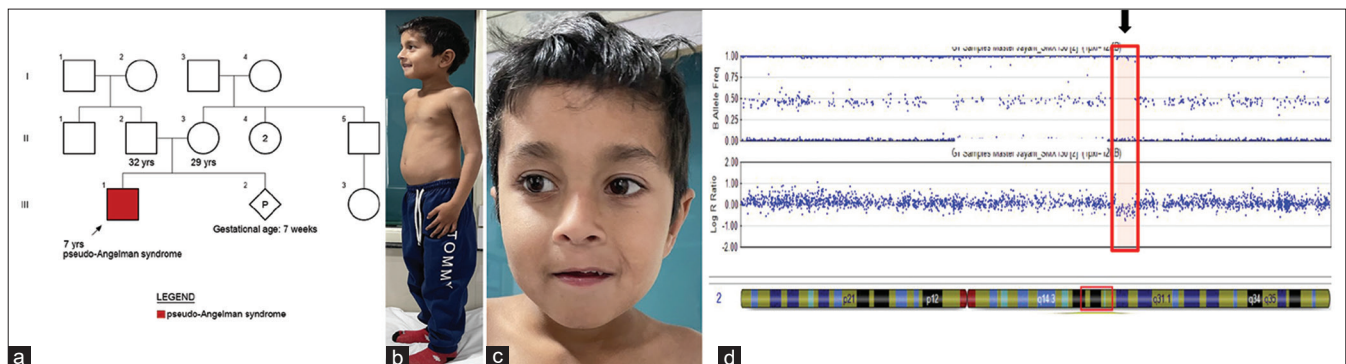 1
2
3
4
I
1
2
3
4
5
II
2
32 yrs
29 yrs
1
2
3
III
P
7 yrs
pseudo-Angelman syndrome
Gestational age: 7 weeks
LEGEND
pseudo-Angelman syndrome
a
TOMMY
b
c
B Allele Freq
1.00
0.75
0.50
0.25
0.00
Log R Ratio
2.00
1.00
0.00
-1.00
-2.00
2
p21
p12
q14.3
q31.1
q34
q35
d